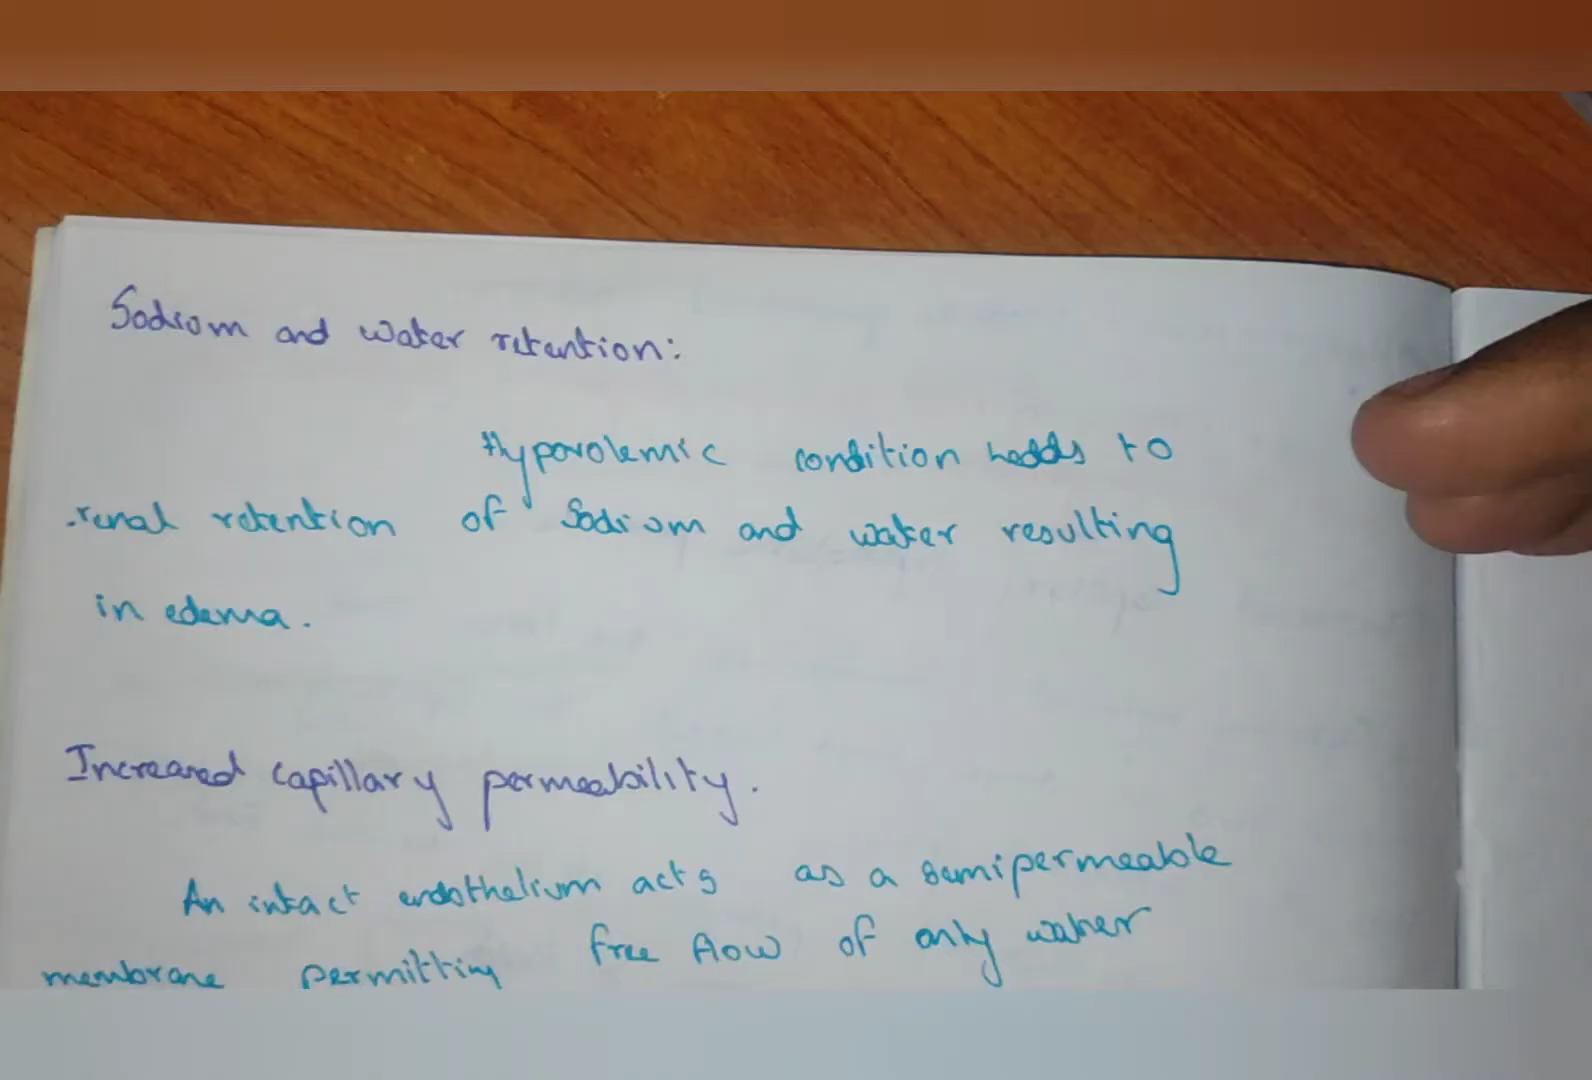 Sodium and water retention:
Hypovolemic condition leads to
renal retention of Sodium and water resulting
in edema.
Increased capillary permeability.
An intact endothelium acts as a semipermeable
membrane permitting free flow of only water